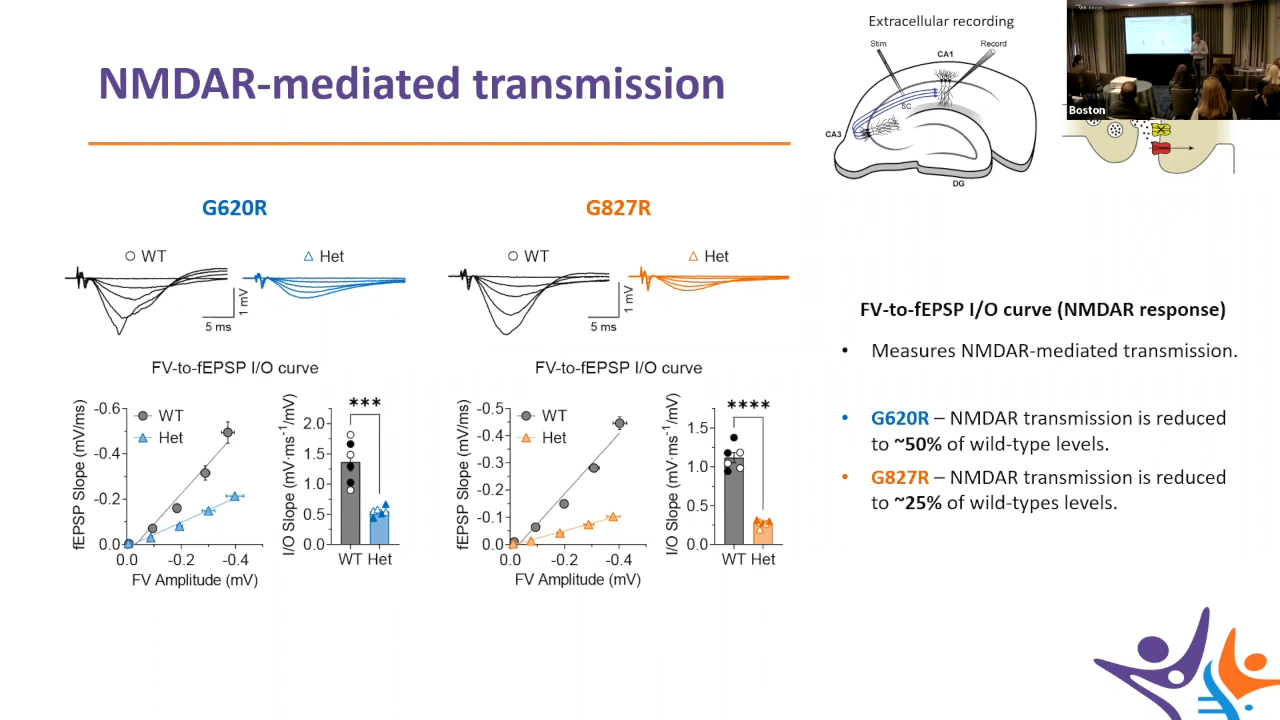 NMDAR-mediated transmission
Extracellular recording
Stim
Record
CA1
SC
CA3
DG
Boston
G620R
WT
Het
1 mV
5 ms
FV-to-fEPSP I/O curve
fEPSP Slope (mV/ms)
-0.6
-0.4
-0.2
0.0
WT
Het
0.0
-0.2
-0.4
FV Amplitude (mV)
I/O Slope (mV·ms⁻¹/mV)
2.0
1.5
1.0
0.5
0.0
***
WT Het
G827R
WT
Het
1 mV
5 ms
FV-to-fEPSP I/O curve
fEPSP Slope (mV/ms)
-0.5
-0.4
-0.3
-0.2
-0.1
0.0
WT
Het
0.0
-0.2
-0.4
FV Amplitude (mV)
I/O Slope (mV·ms⁻¹/mV)
1.5
1.0
0.5
0.0
****
WT Het
FV-to-fEPSP I/O curve (NMDAR response)
• Measures NMDAR-mediated transmission.
• G620R – NMDAR transmission is reduced
to ~50% of wild-type levels.
• G827R – NMDAR transmission is reduced
to ~25% of wild-types levels.